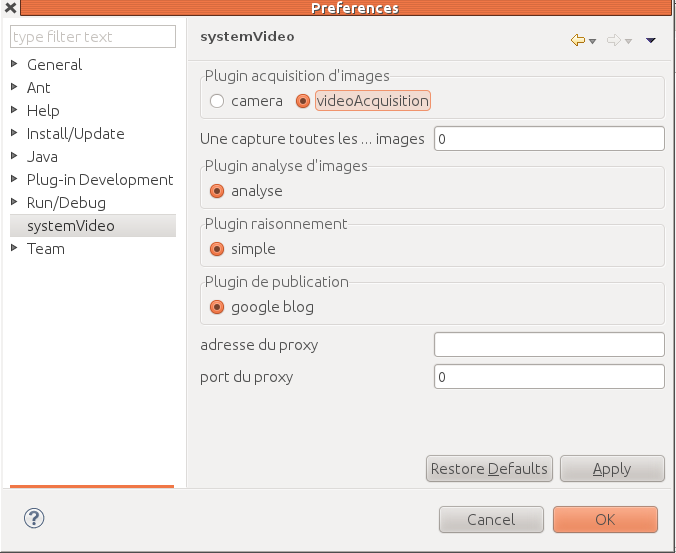 Preferences
type filter text
General
Ant
Help
Install/Update
Java
Plug-in Development
Run/Debug
systemVideo
Team
systemVideo
Plugin acquisition d'images
camera videoAcquisition
Une capture toutes les ... images 0
Plugin analyse d'images
analyse
Plugin raisonnement
simple
Plugin de publication
google blog
adresse du proxy
port du proxy 0
Restore Defaults Apply
? Cancel OK